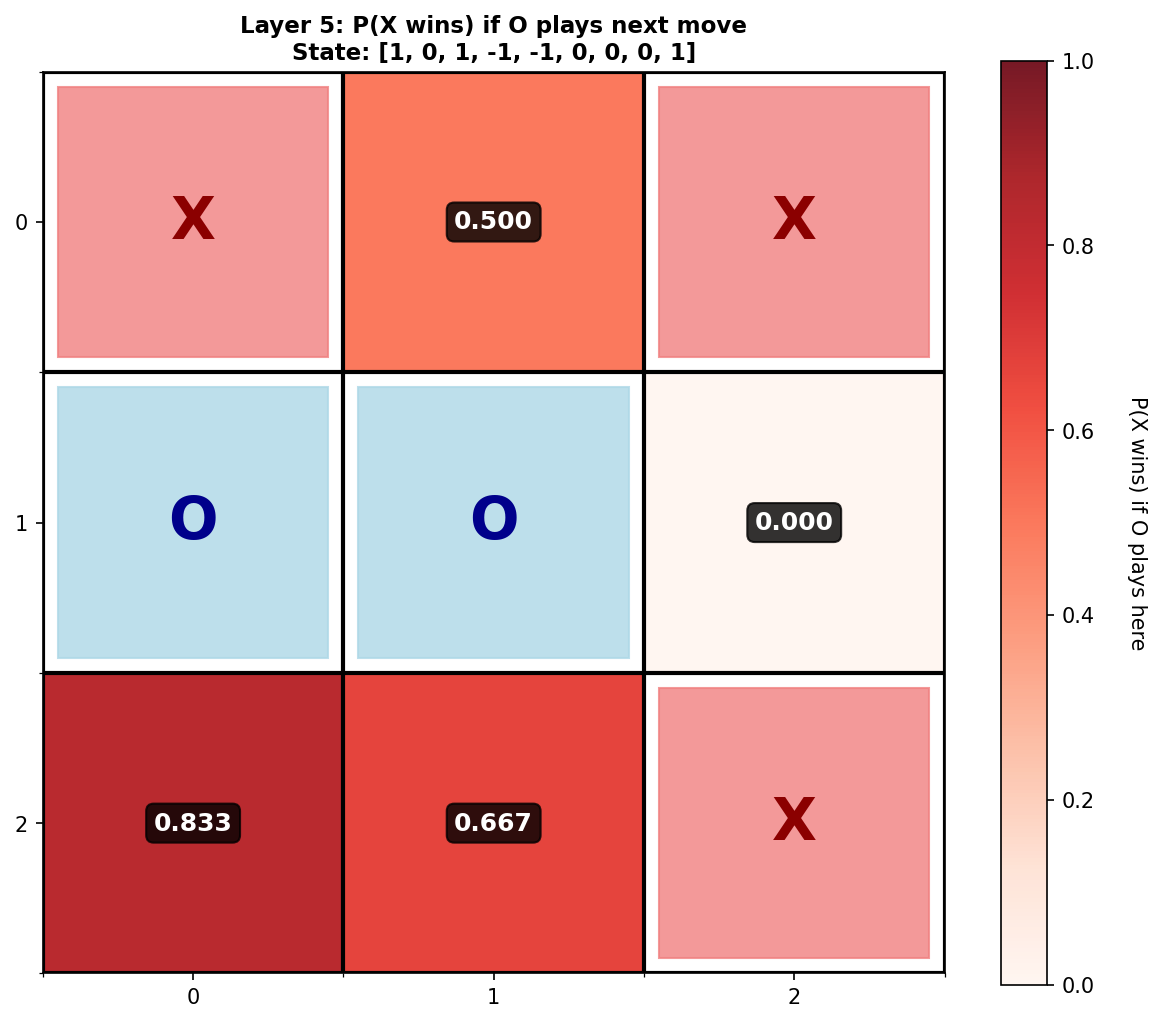 Layer 5: P(X wins) if O plays next move
State: [1, 0, 1, -1, -1, 0, 0, 0, 1]
0
X
0.500
X
1
O
O
0.000
2
0.833
0.667
X
0
1
2
1.0
0.8
0.6
0.4
0.2
0.0
P(X wins) if O plays here